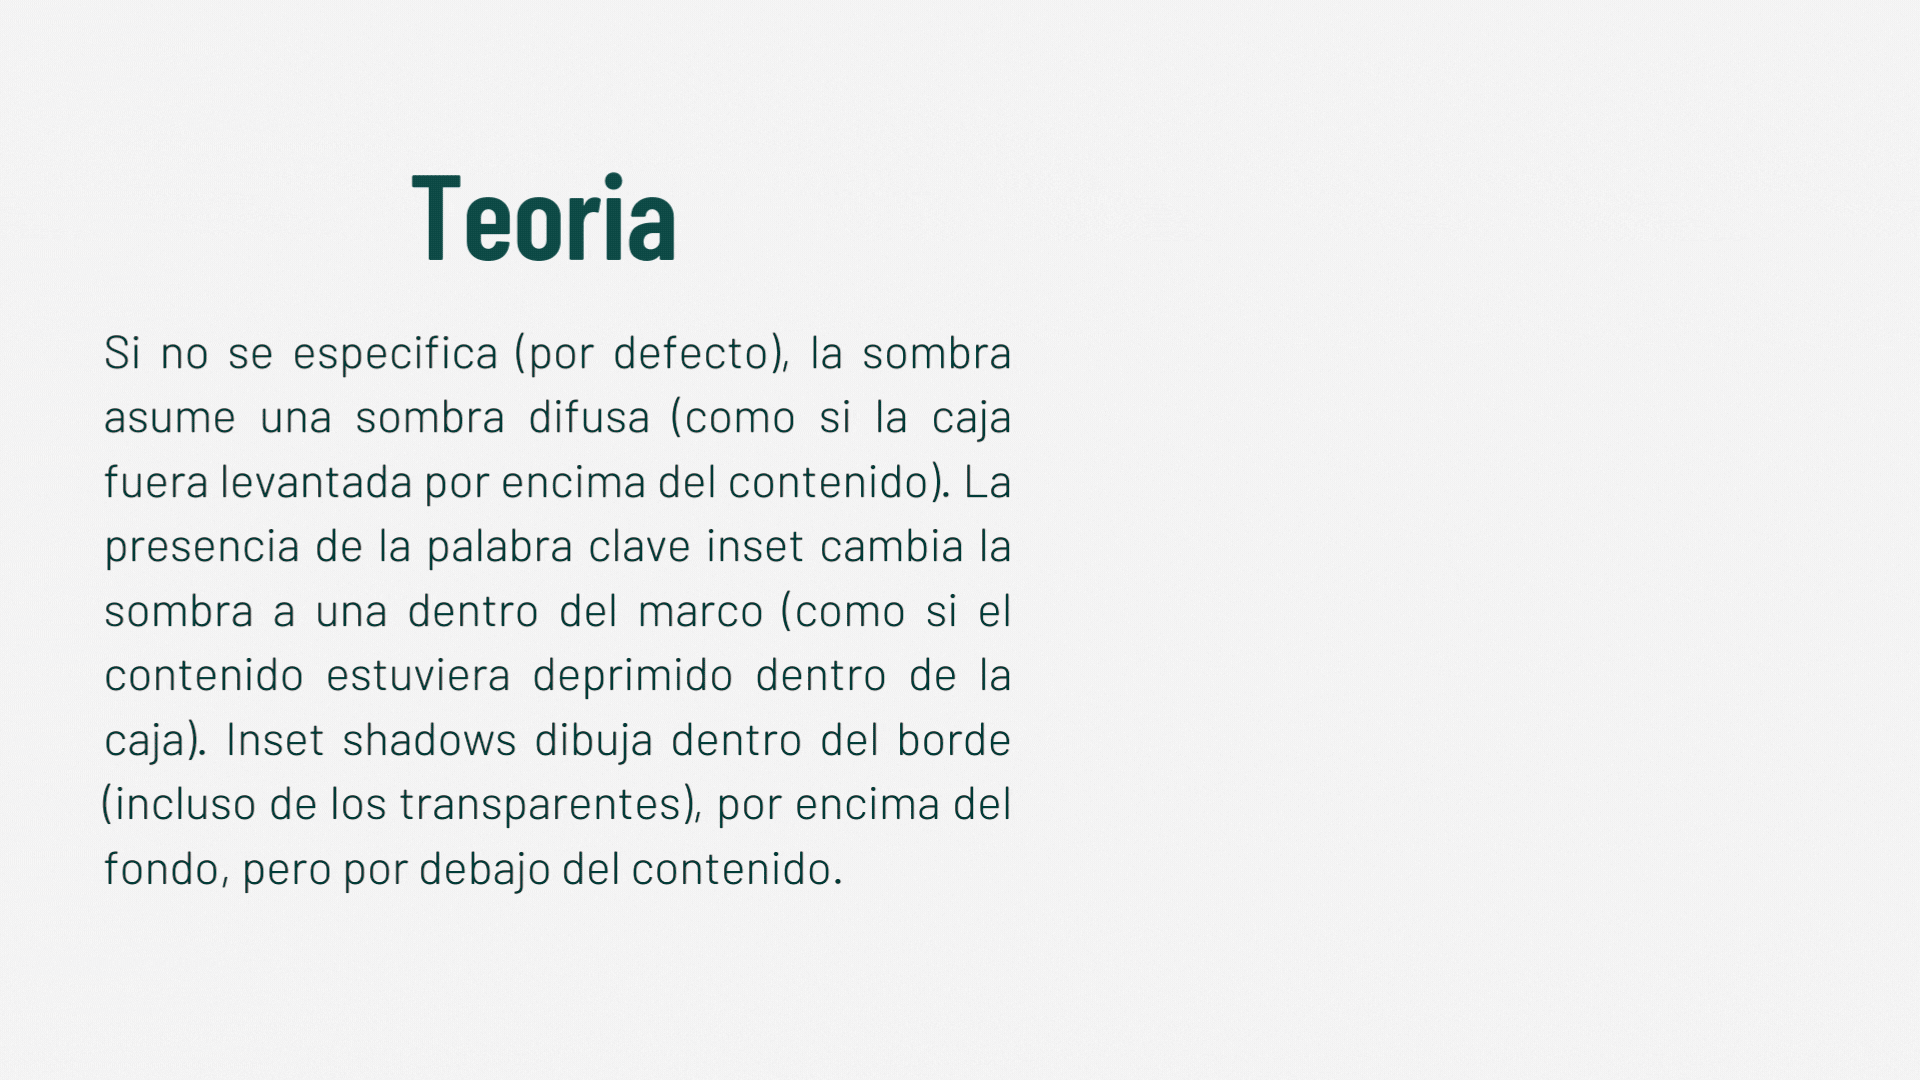 Teoria
Si no se especifica (por defecto), la sombra
asume una sombra difusa (como si la caja
fuera levantada por encima del contenido). La
presencia de la palabra clave inset cambia la
sombra a una dentro del marco (como si el
contenido estuviera deprimido dentro de la
caja). Inset shadows dibuja dentro del borde
(incluso de los transparentes), por encima del
fondo, pero por debajo del contenido.